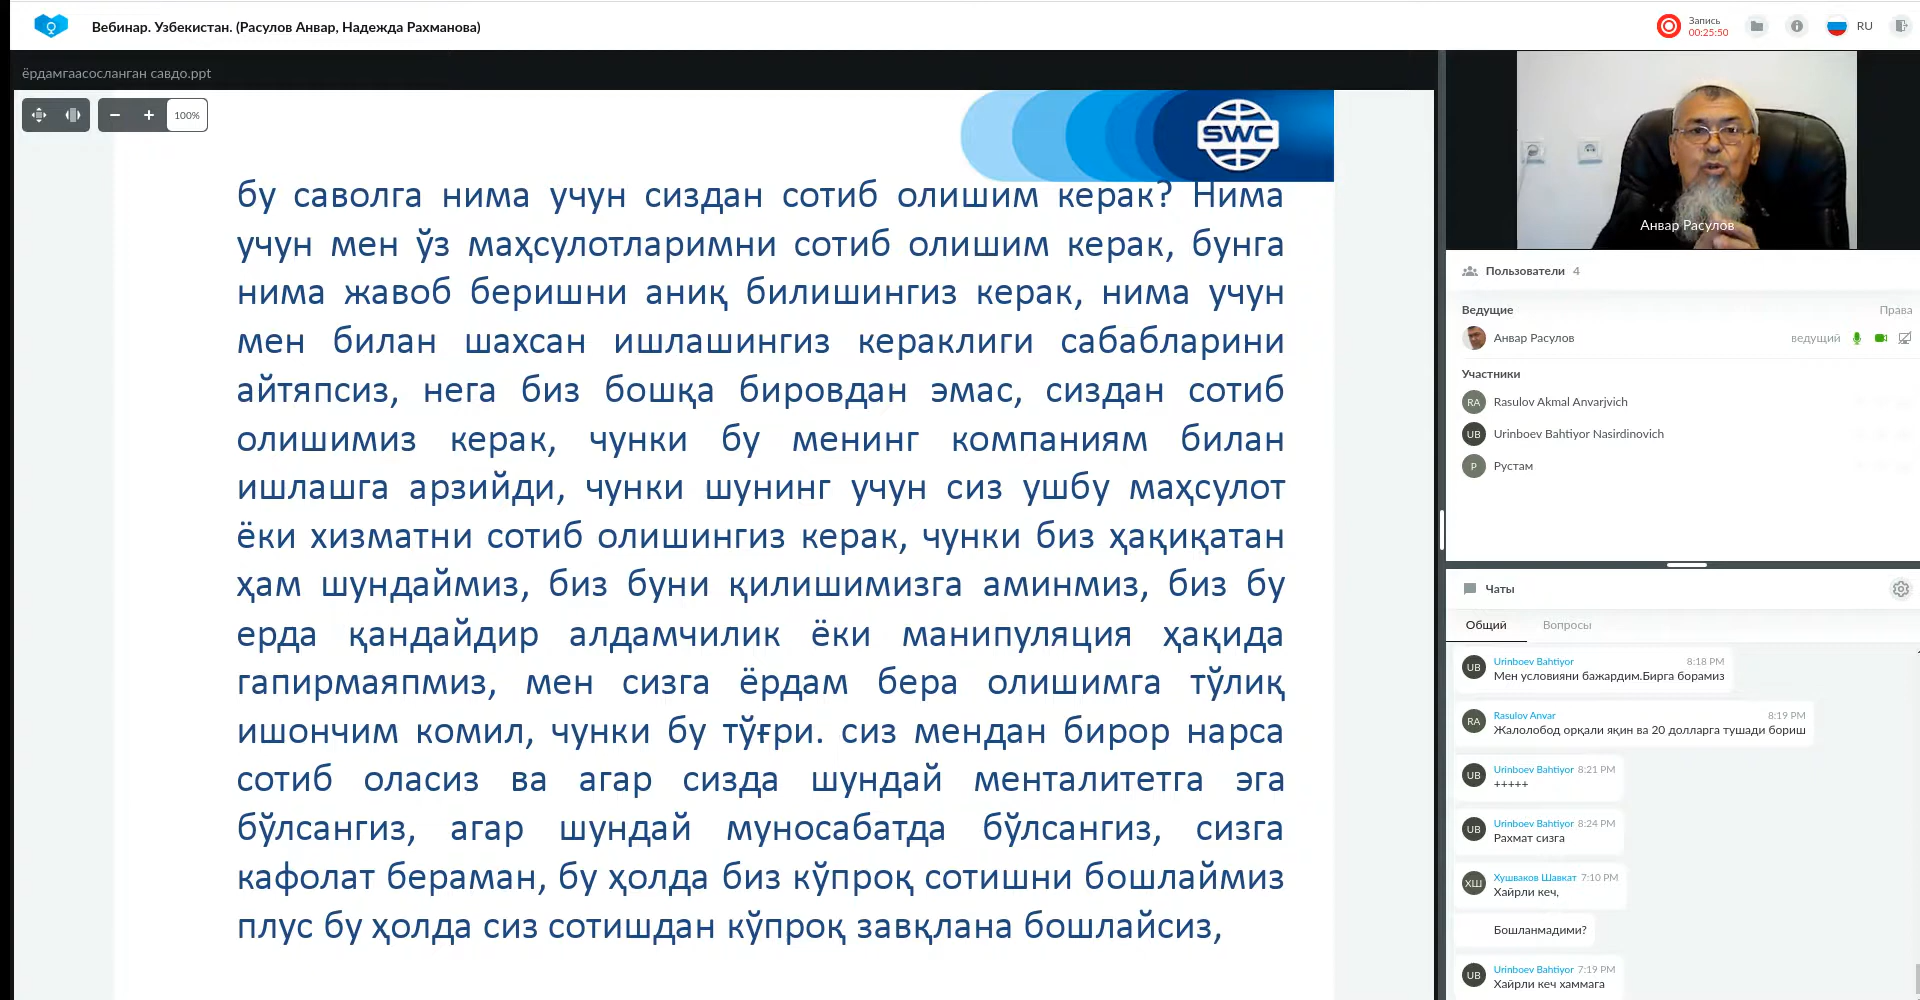 Вебинар. Узбекистан. (Расулов Анвар, Надежда Рахманова)
Запись
00:25:50
RU
ёрдамгаасосланган савдо.ppt
100%
SWC
бу саволга нима учун сиздан сотиб олишим керак? Нима
учун мен ўз маҳсулотларимни сотиб олишим керак, бунга
нима жавоб беришни аниқ билишингиз керак, нима учун
мен билан шахсан ишлашингиз кераклиги сабабларини
айтяпсиз, нега биз бошқа бировдан эмас, сиздан сотиб
олишимиз керак, чунки бу менинг компаниям билан
ишлашга арзийди, чунки шунинг учун сиз ушбу маҳсулот
ёки хизматни сотиб олишингиз керак, чунки биз ҳақиқатан
ҳам шундаймиз, биз буни қилишимизга аминмиз, биз бу
ерда қандайдир алдамчилик ёки манипуляция ҳақида
гапирмаяпмиз, мен сизга ёрдам бера олишимга тўлиқ
ишончим комил, чунки бу тўғри. сиз мендан бирор нарса
сотиб оласиз ва агар сизда шундай менталитетга эга
бўлсангиз, агар шундай муносабатда бўлсангиз, сизга
кафолат бераман, бу ҳолда биз кўпроқ сотишни бошлаймиз
плус бу ҳолда сиз сотишдан кўпроқ завқлана бошлайсиз,
Анвар Расулов
Пользователи 4
Ведущие Права
Анвар Расулов ведущий
Участники
RA Rasulov Akmal Anvarjvich
UB Urinboev Bahtiyor Nasirdinovich
Р Рустам
Чаты
Общий Вопросы
UB Urinboev Bahtiyor 8:18 PM
Мен условияни бажардим.Бирга борамиз
RA Rasulov Anvar 8:19 PM
Жалолобод орқали яқин ва 20 долларга тушади бориш
UB Urinboev Bahtiyor 8:21 PM
+++++
UB Urinboev Bahtiyor 8:24 PM
Рахмат сизга
ХШ Хушваков Шавкат 7:10 PM
Хайрли кеч,
Бошланмадими?
UB Urinboev Bahtiyor 7:19 PM
Хайрли кеч хаммага